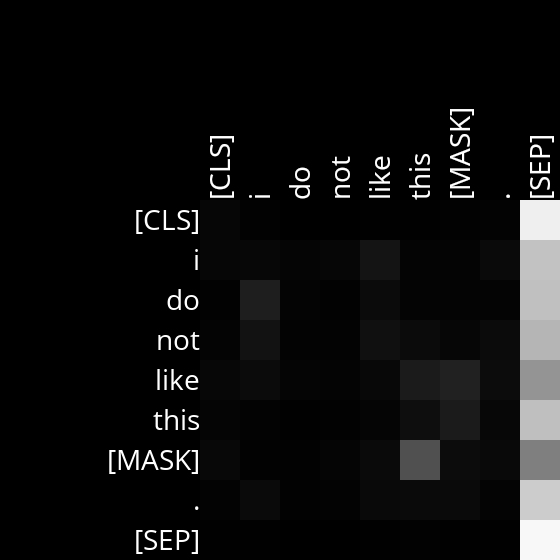 [CLS] i do not like this [MASK] . [SEP]
[CLS]
i
do
not
like
this
[MASK]
.
[SEP]